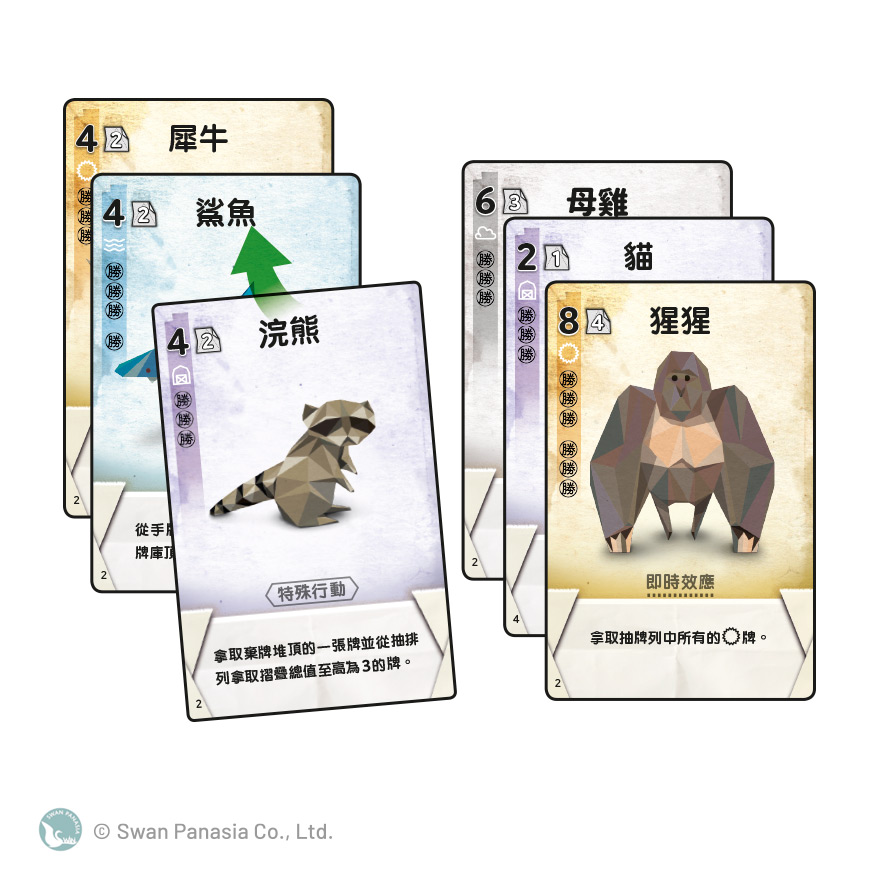 4 2 犀牛
勝
勝
勝
2
4 2 鯊魚
勝
勝
勝
勝
從手
牌庫頂
2
4 2 浣熊
勝
勝
勝
特殊行動
拿取棄牌堆頂的一張牌並從抽排
列拿取摺疊總值至高為3的牌。
2
6 3 母雞
勝
勝
勝
2
2 1 貓
勝
勝
勝
4
8 4 猩猩
勝
勝
勝
勝
勝
勝
即時效應
拿取抽牌列中所有的 牌。
2
SWAN PANASIA
© Swan Panasia Co., Ltd.